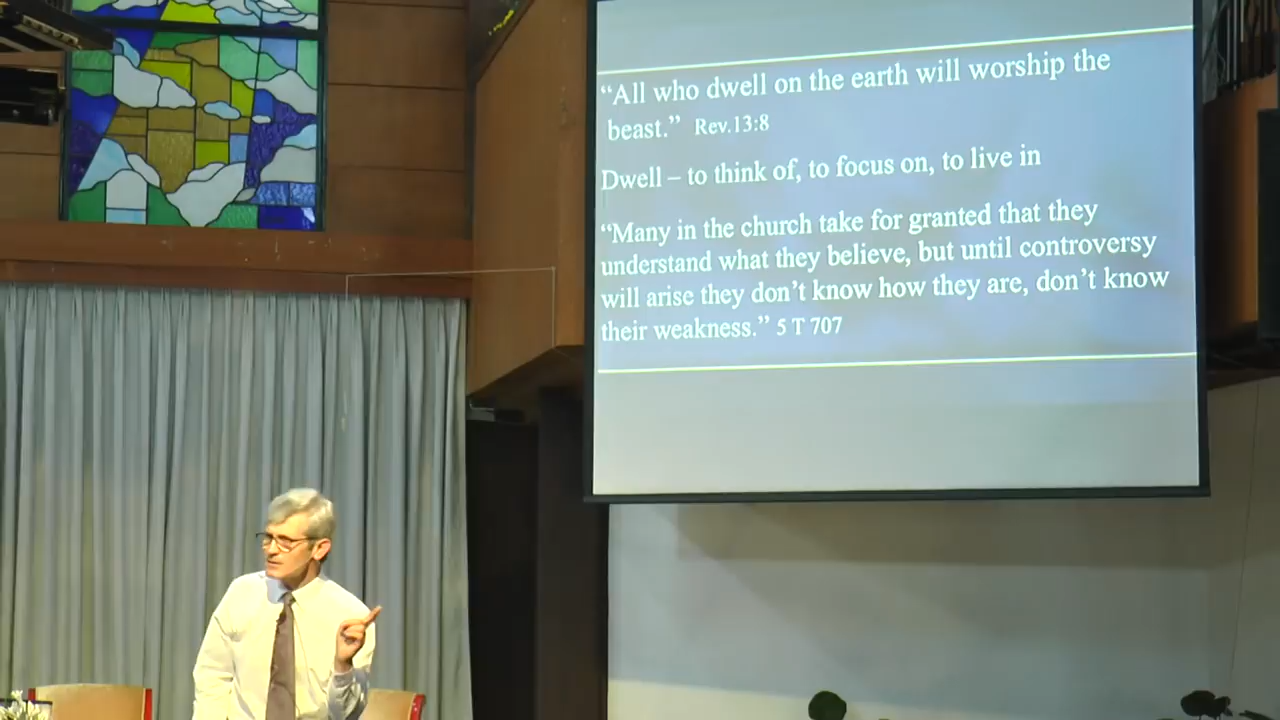 “All who dwell on the earth will worship the
beast.” Rev.13:8
Dwell – to think of, to focus on, to live in
“Many in the church take for granted that they
understand what they believe, but until controversy
will arise they don’t know how they are, don’t know
their weakness.” 5 T 707